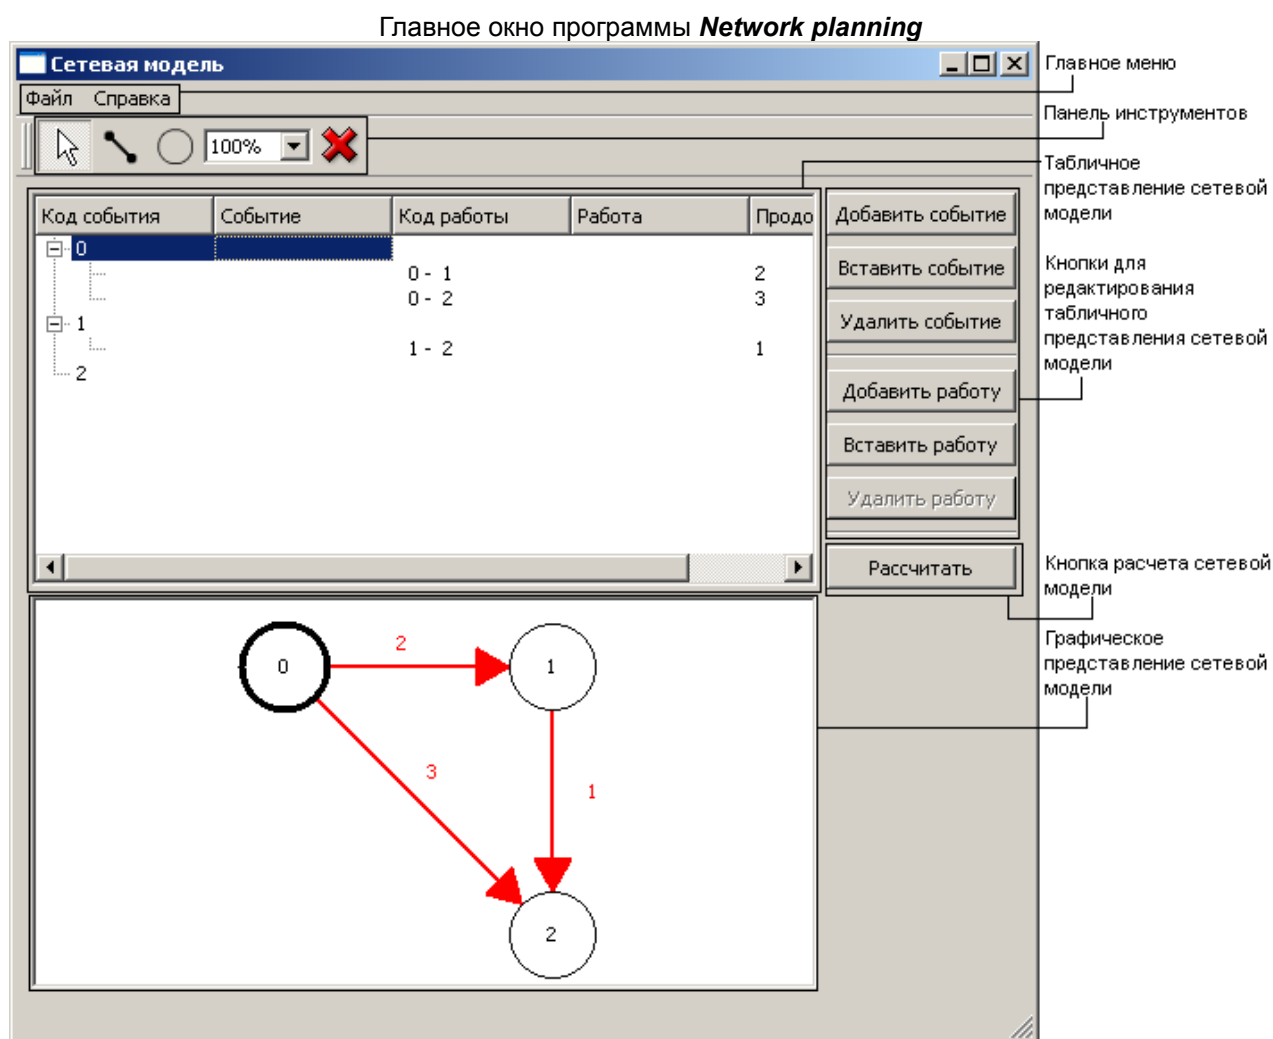 Главное окно программы Network planning
Сетевая модель
Файл Справка
100%
Код события Событие Код работы Работа Продо
0
0 - 1 2
0 - 2 3
1
1 - 2 1
2
Добавить событие
Вставить событие
Удалить событие
Добавить работу
Вставить работу
Удалить работу
Рассчитать
0
2
1
3
1
2
Главное меню
Панель инструментов
Табличное
представление сетевой
модели
Кнопки для
редактирования
табличного
представления сетевой
модели
Кнопка расчета сетевой
модели
Графическое
представление сетевой
модели